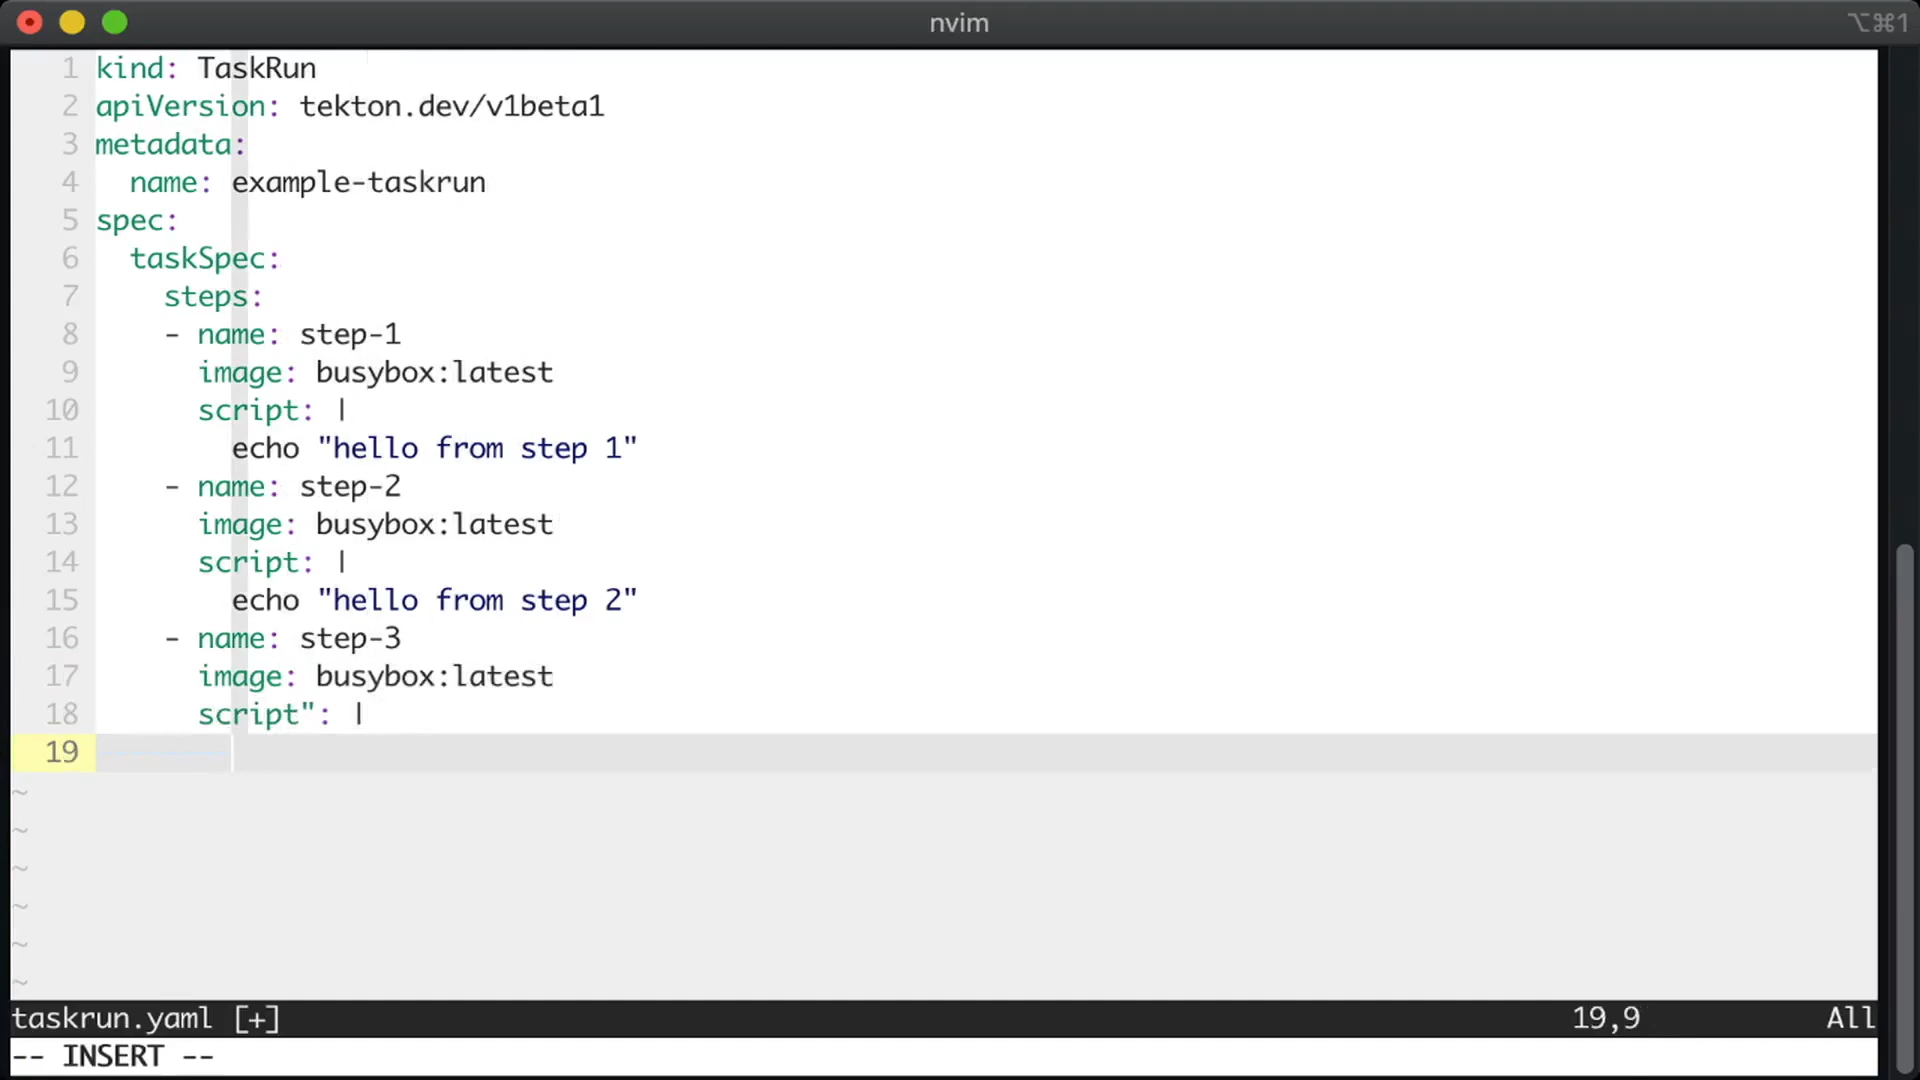 nvim
⌥⌘1
1 kind: TaskRun
2 apiVersion: tekton.dev/v1beta1
3 metadata:
4   name: example-taskrun
5 spec:
6   taskSpec:
7     steps:
8     - name: step-1
9       image: busybox:latest
10       script: |
11         echo "hello from step 1"
12     - name: step-2
13       image: busybox:latest
14       script: |
15         echo "hello from step 2"
16     - name: step-3
17       image: busybox:latest
18       script": |
19
~
~
~
~
~
~
taskrun.yaml [+] 19,9 All
-- INSERT --